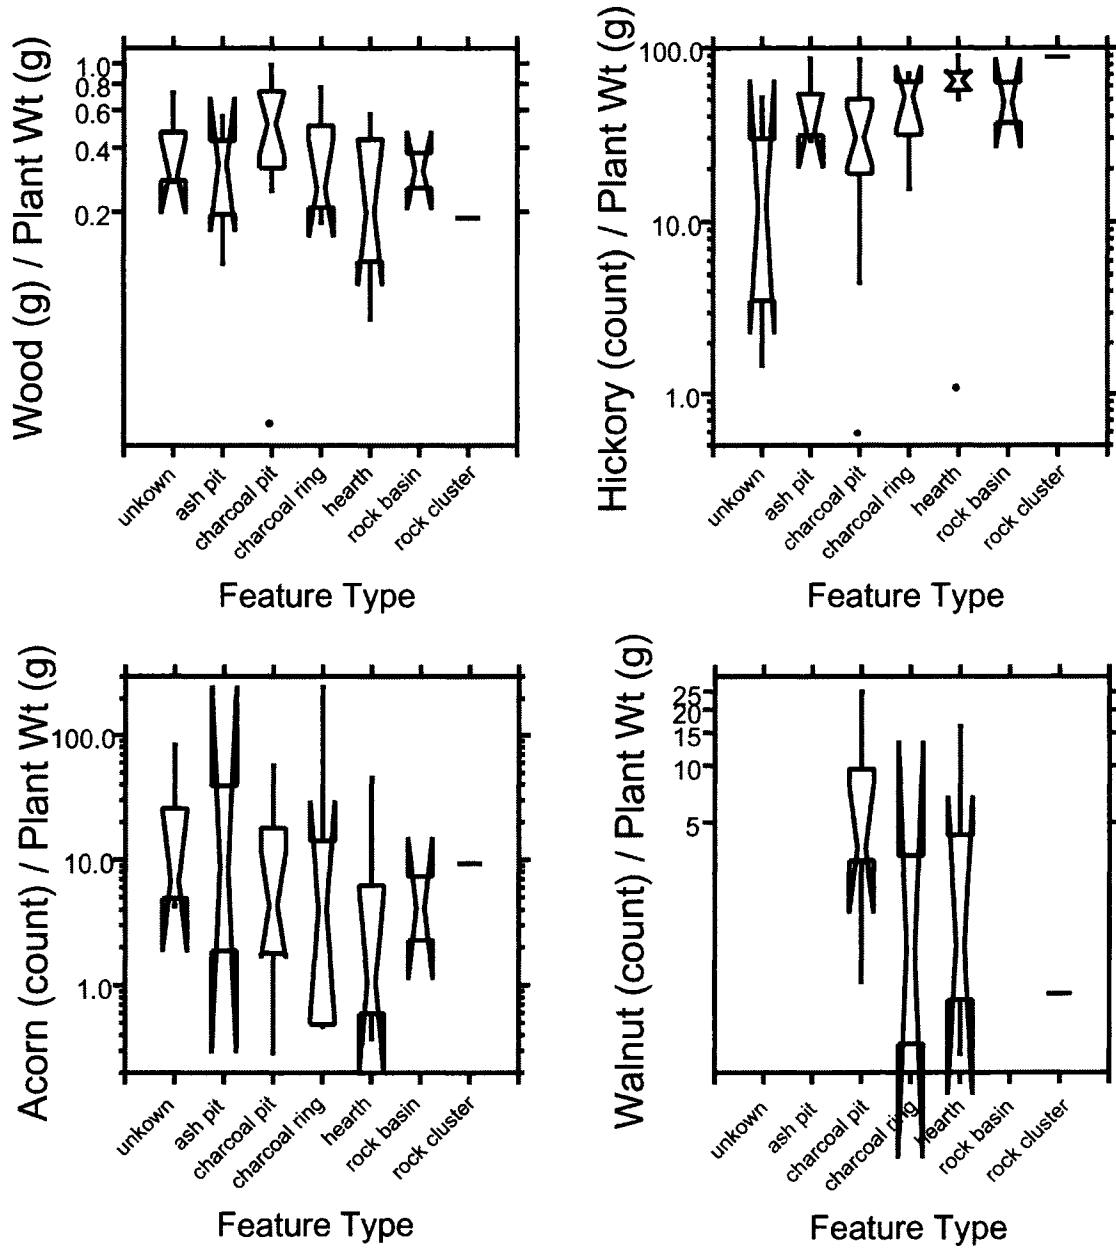 Wood (g) / Plant Wt (g)
1.0
0.8
0.6
0.4
0.2
unkown
ash pit
charcoal pit
charcoal ring
hearth
rock basin
rock cluster
Feature Type
Hickory (count) / Plant Wt (g)
100.0
10.0
1.0
unkown
ash pit
charcoal pit
charcoal ring
hearth
rock basin
rock cluster
Feature Type
Acorn (count) / Plant Wt (g)
100.0
10.0
1.0
unkown
ash pit
charcoal pit
charcoal ring
hearth
rock basin
rock cluster
Feature Type
Walnut (count) / Plant Wt (g)
25
20
15
10
5
unkown
ash pit
charcoal pit
charcoal ring
hearth
rock basin
rock cluster
Feature Type